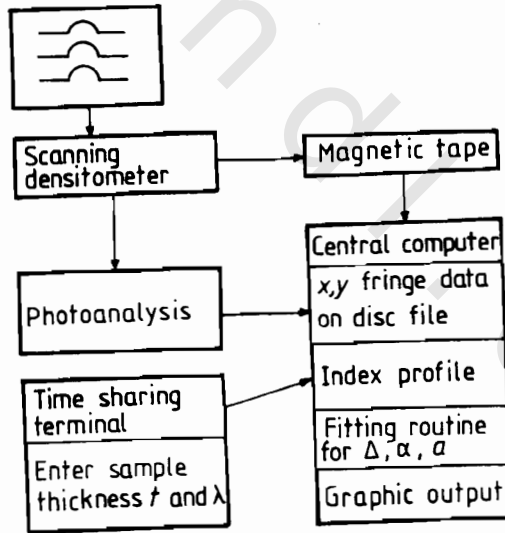 Scanning
densitometer
Magnetic tape
Central computer
x,y fringe data
on disc file
Photoanalysis
Index profile
Time sharing
terminal
Enter sample
thickness t and λ
Fitting routine
for Δ, α, a
Graphic output